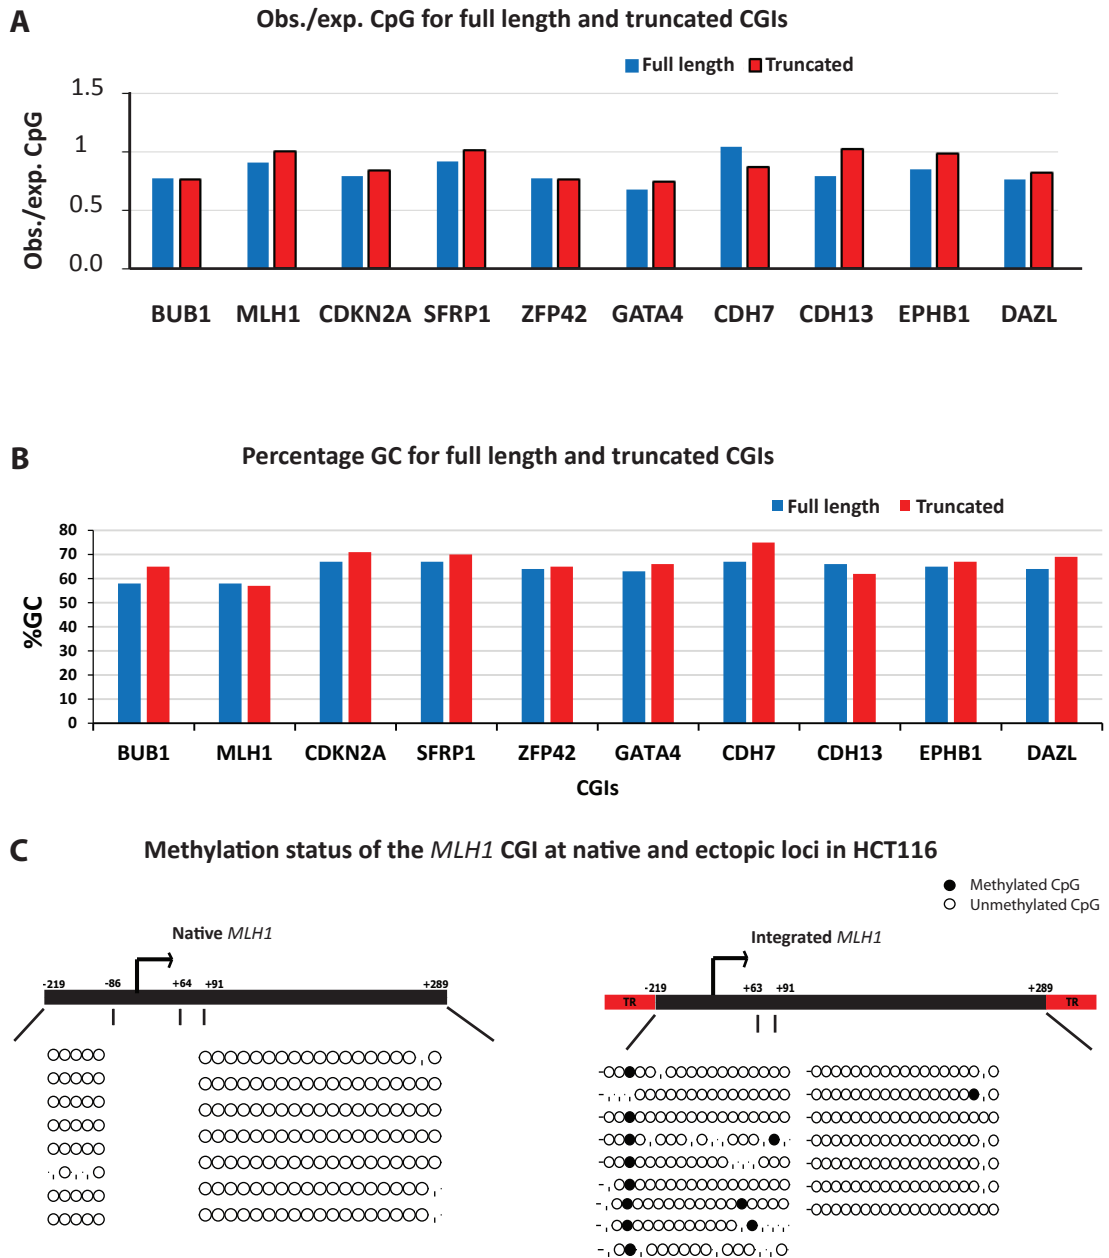 A
Obs./exp. CpG for full length and truncated CGIs
Full length Truncated
Obs./exp. CpG
1.5
1
0.5
0.0
BUB1 MLH1 CDKN2A SFRP1 ZFP42 GATA4 CDH7 CDH13 EPHB1 DAZL
B
Percentage GC for full length and truncated CGIs
Full length Truncated
%GC
80
70
60
50
40
30
20
10
0
BUB1 MLH1 CDKN2A SFRP1 ZFP42 GATA4 CDH7 CDH13 EPHB1 DAZL
CGIs
C
Methylation status of the MLH1 CGI at native and ectopic loci in HCT116
Methylated CpG
Unmethylated CpG
Native MLH1
-219 -86 +64 +91 +289
Integrated MLH1
-219 +63 +91 +289
TR TR